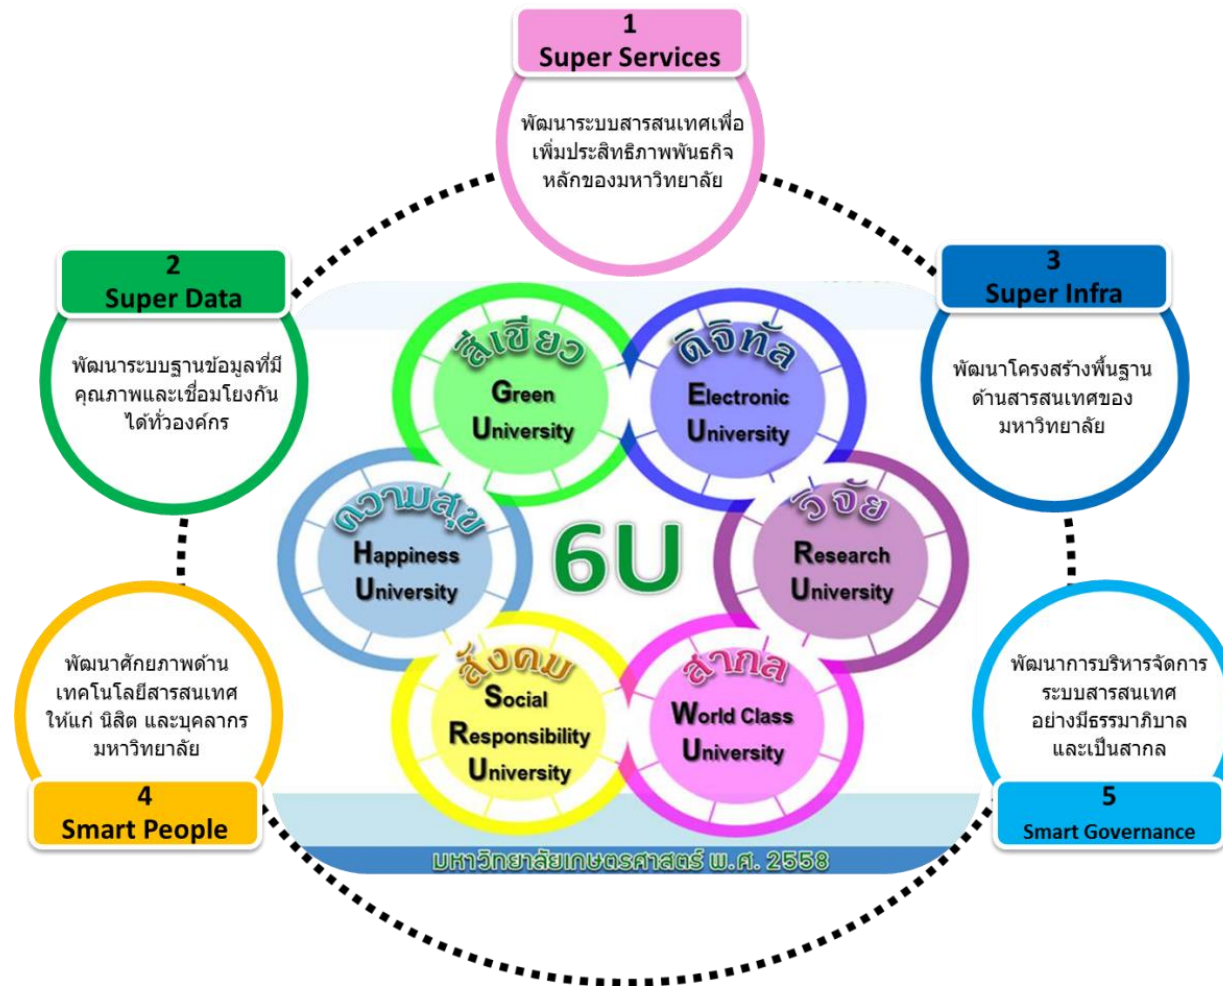 1
Super Services
พัฒนาระบบสารสนเทศเพื่อ
เพิ่มประสิทธิภาพพันธกิจ
หลักของมหาวิทยาลัย
2
Super Data
พัฒนาระบบฐานข้อมูลที่มี
คุณภาพและเชื่อมโยงกัน
ได้ทั่วองค์กร
3
Super Infra
พัฒนาโครงสร้างพื้นฐาน
ด้านสารสนเทศของ
มหาวิทยาลัย
สีเขียว
Green
University
ดิจิทัล
Electronic
University
ความสุข
Happiness
University
6U
วิจัย
Research
University
สังคม
Social
Responsibility
University
สากล
World Class
University
พัฒนาศักยภาพด้าน
เทคโนโลยีสารสนเทศ
ให้แก่ นิสิต และบุคลากร
มหาวิทยาลัย
4
Smart People
พัฒนาการบริหารจัดการ
ระบบสารสนเทศ
อย่างมีธรรมาภิบาล
และเป็นสากล
5
Smart Governance
มหาวิทยาลัยเกษตรศาสตร์ พ.ศ. 2558